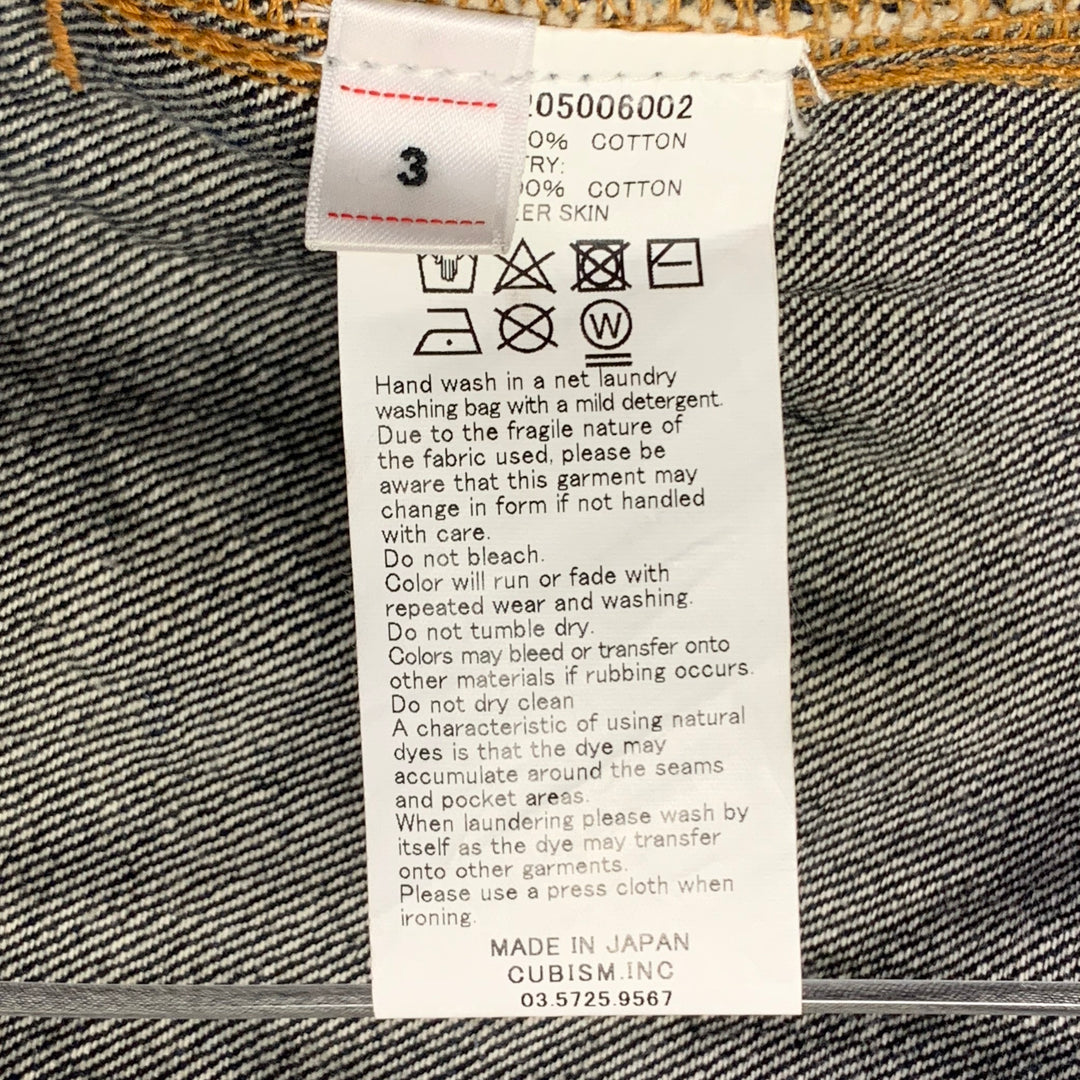 3
205006002
0% COTTON
TRY:
00% COTTON
ER SKIN
W
Hand wash in a net laundry
washing bag with a mild detergent.
Due to the fragile nature of
the fabric used, please be
aware that this garment may
change in form if not handled
with care.
Do not bleach.
Color will run or fade with
repeated wear and washing.
Do not tumble dry.
Colors may bleed or transfer onto
other materials if rubbing occurs.
Do not dry clean
A characteristic of using natural
dyes is that the dye may
accumulate around the seams
and pocket areas.
When laundering please wash by
itself as the dye may transfer
onto other garments.
Please use a press cloth when
ironing.
MADE IN JAPAN
CUBISM.INC
03.5725.9567